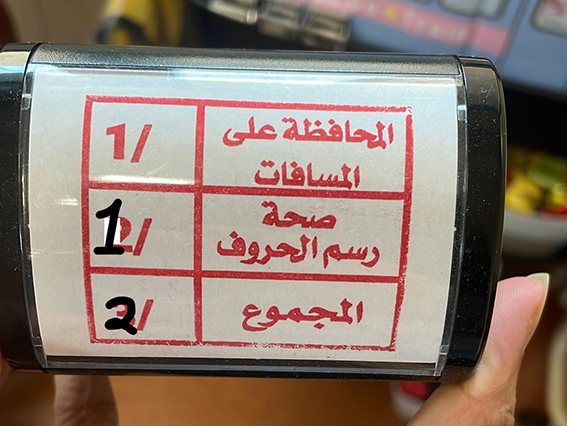 المحافظة على
المسافات
1/
صحة
رسم الحروف
1/
المجموع
2/